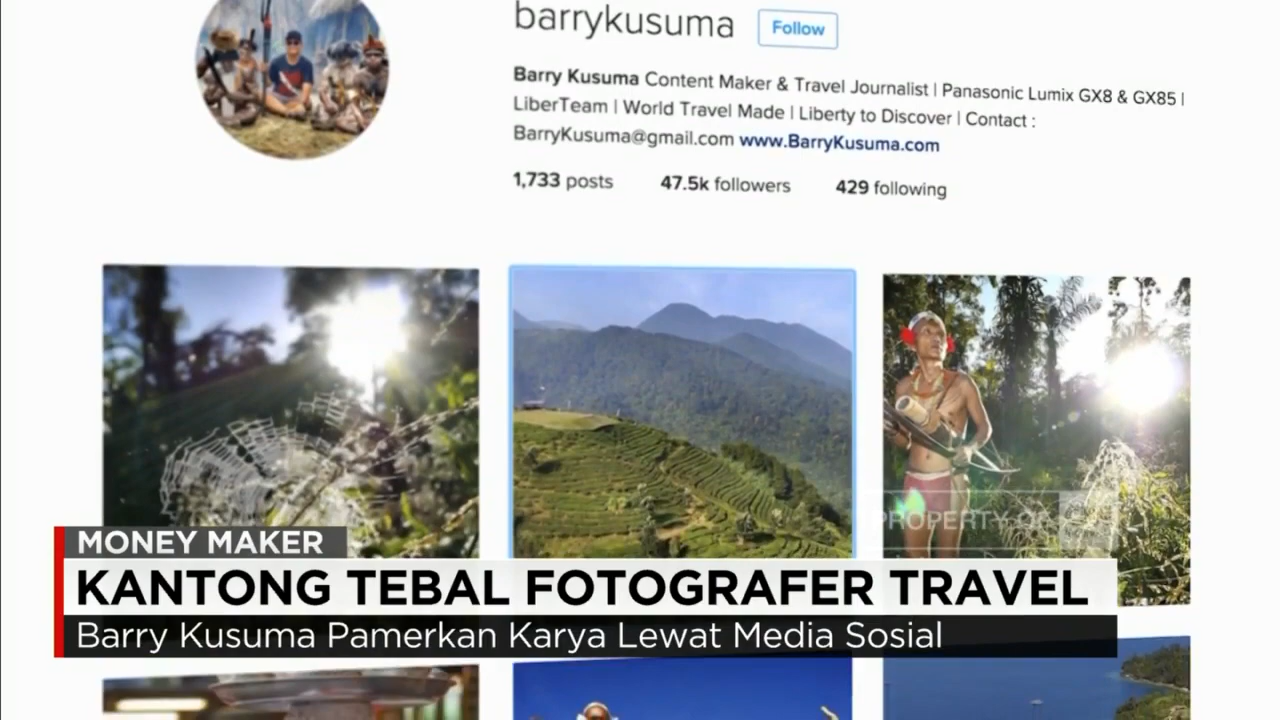 barrykusuma
Follow
Barry Kusuma Content Maker & Travel Journalist | Panasonic Lumix GX8 & GX85 |
LiberTeam | World Travel Made | Liberty to Discover | Contact :
BarryKusuma@gmail.com www.BarryKusuma.com
1,733 posts 47.5k followers 429 following
PROPERTY OF
MONEY MAKER
KANTONG TEBAL FOTOGRAFER TRAVEL
Barry Kusuma Pamerkan Karya Lewat Media Sosial